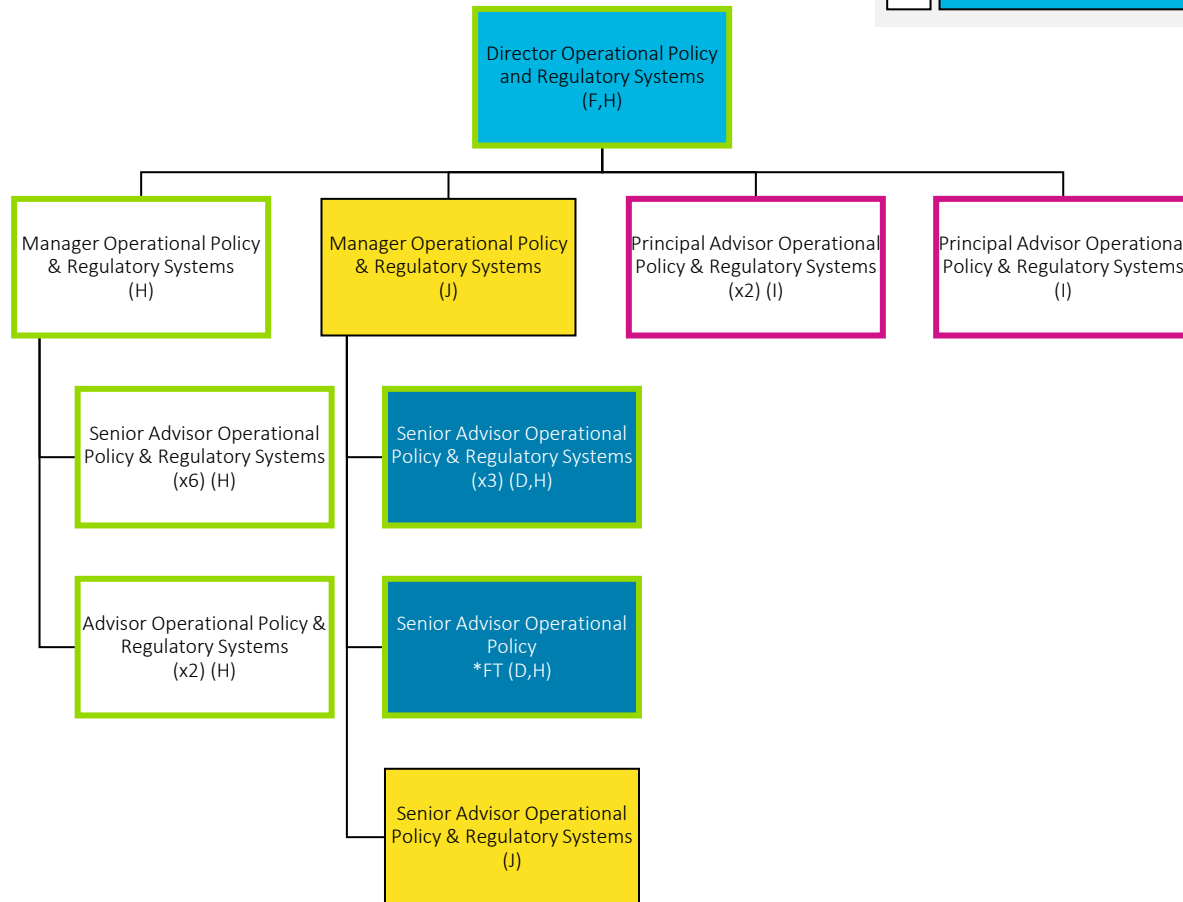 Director Operational Policy
and Regulatory Systems
(F,H)
Manager Operational Policy
& Regulatory Systems
(H)
Manager Operational Policy
& Regulatory Systems
(J)
Principal Advisor Operational
Policy & Regulatory Systems
(x2) (I)
Principal Advisor Operationa
Policy & Regulatory Systems
(I)
Senior Advisor Operational
Policy & Regulatory Systems
(x6) (H)
Senior Advisor Operational
Policy & Regulatory Systems
(x3) (D,H)
Advisor Operational Policy &
Regulatory Systems
(x2) (H)
Senior Advisor Operational
Policy
*FT (D,H)
Senior Advisor Operational
Policy & Regulatory Systems
(J)